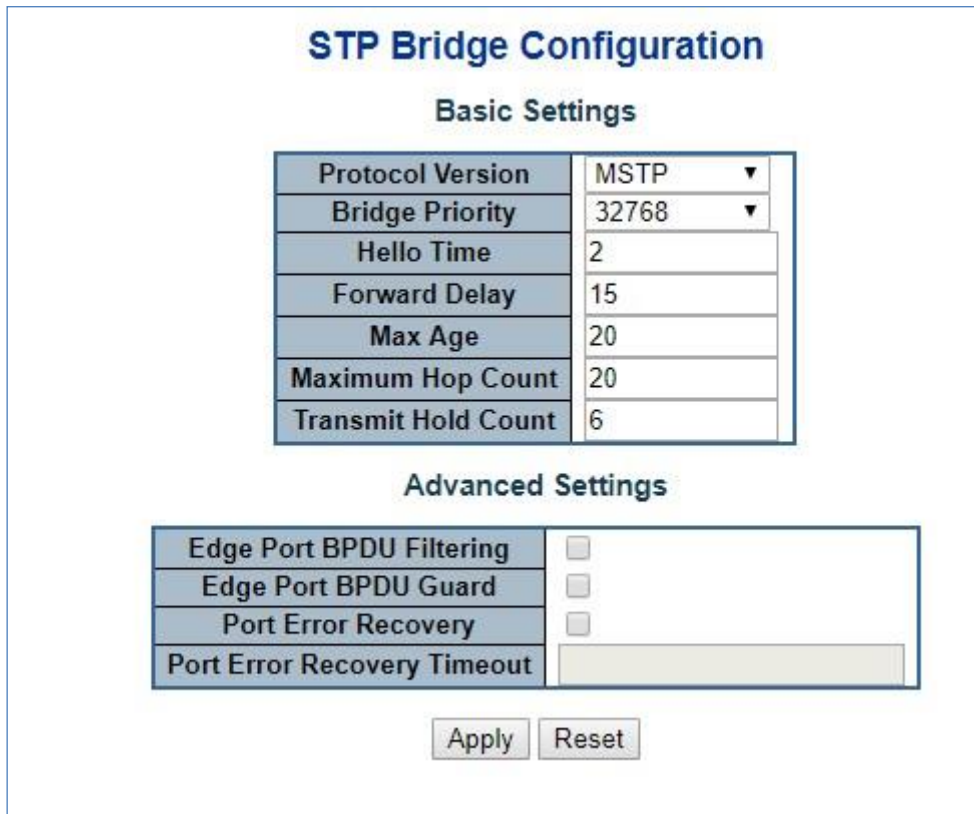 STP Bridge Configuration
Basic Settings
Protocol Version MSTP
Bridge Priority 32768
Hello Time 2
Forward Delay 15
Max Age 20
Maximum Hop Count 20
Transmit Hold Count 6
Advanced Settings
Edge Port BPDU Filtering
Edge Port BPDU Guard
Port Error Recovery
Port Error Recovery Timeout
Apply Reset